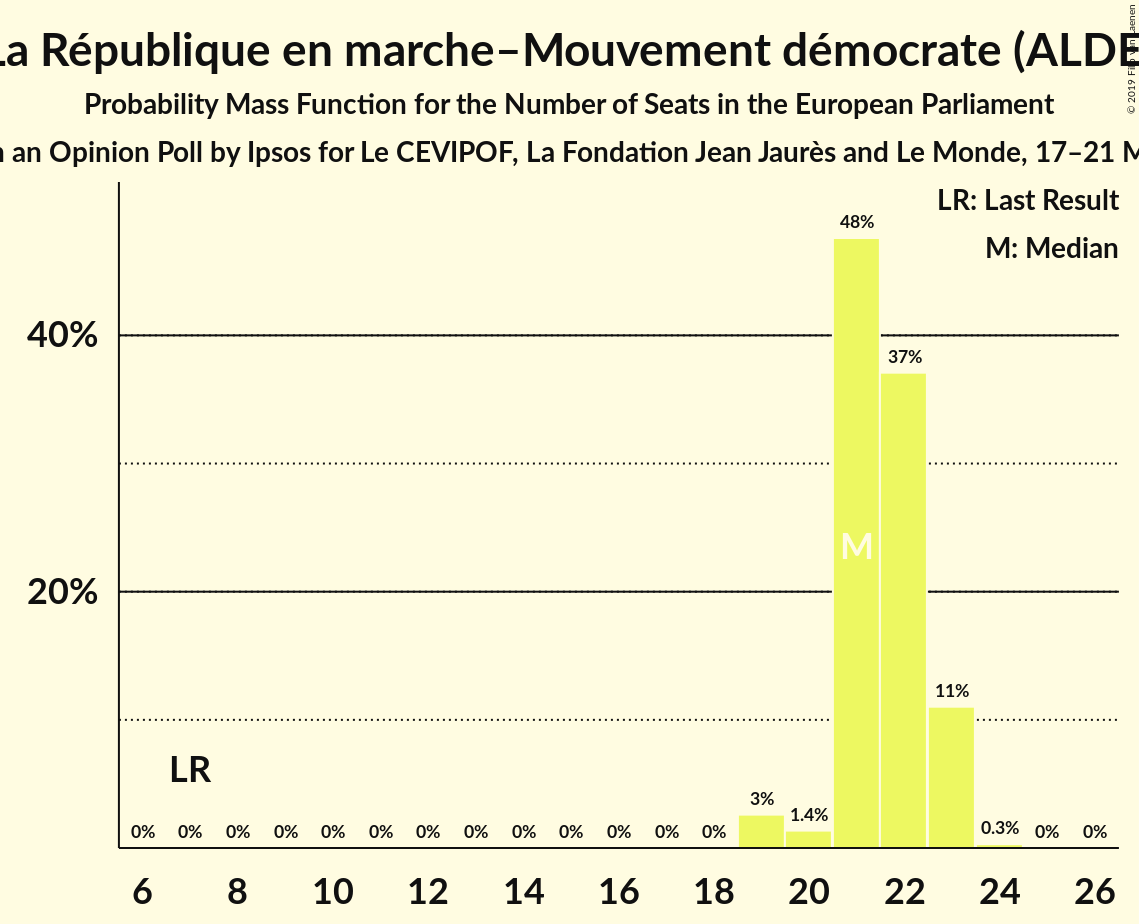 La République en marche–Mouvement démocrate (ALDE
Probability Mass Function for the Number of Seats in the European Parliament
an Opinion Poll by Ipsos for Le CEVIPOF, La Fondation Jean Jaurès and Le Monde, 17–21
© 2019
LR: Last Result
M: Median
48%
40%
37%
M
20%
11%
LR
3%
1.4%
0.3%
0% 0% 0% 0% 0% 0% 0% 0% 0% 0% 0% 0% 0% 0% 0%
6 8 10 12 14 16 18 20 22 24 26